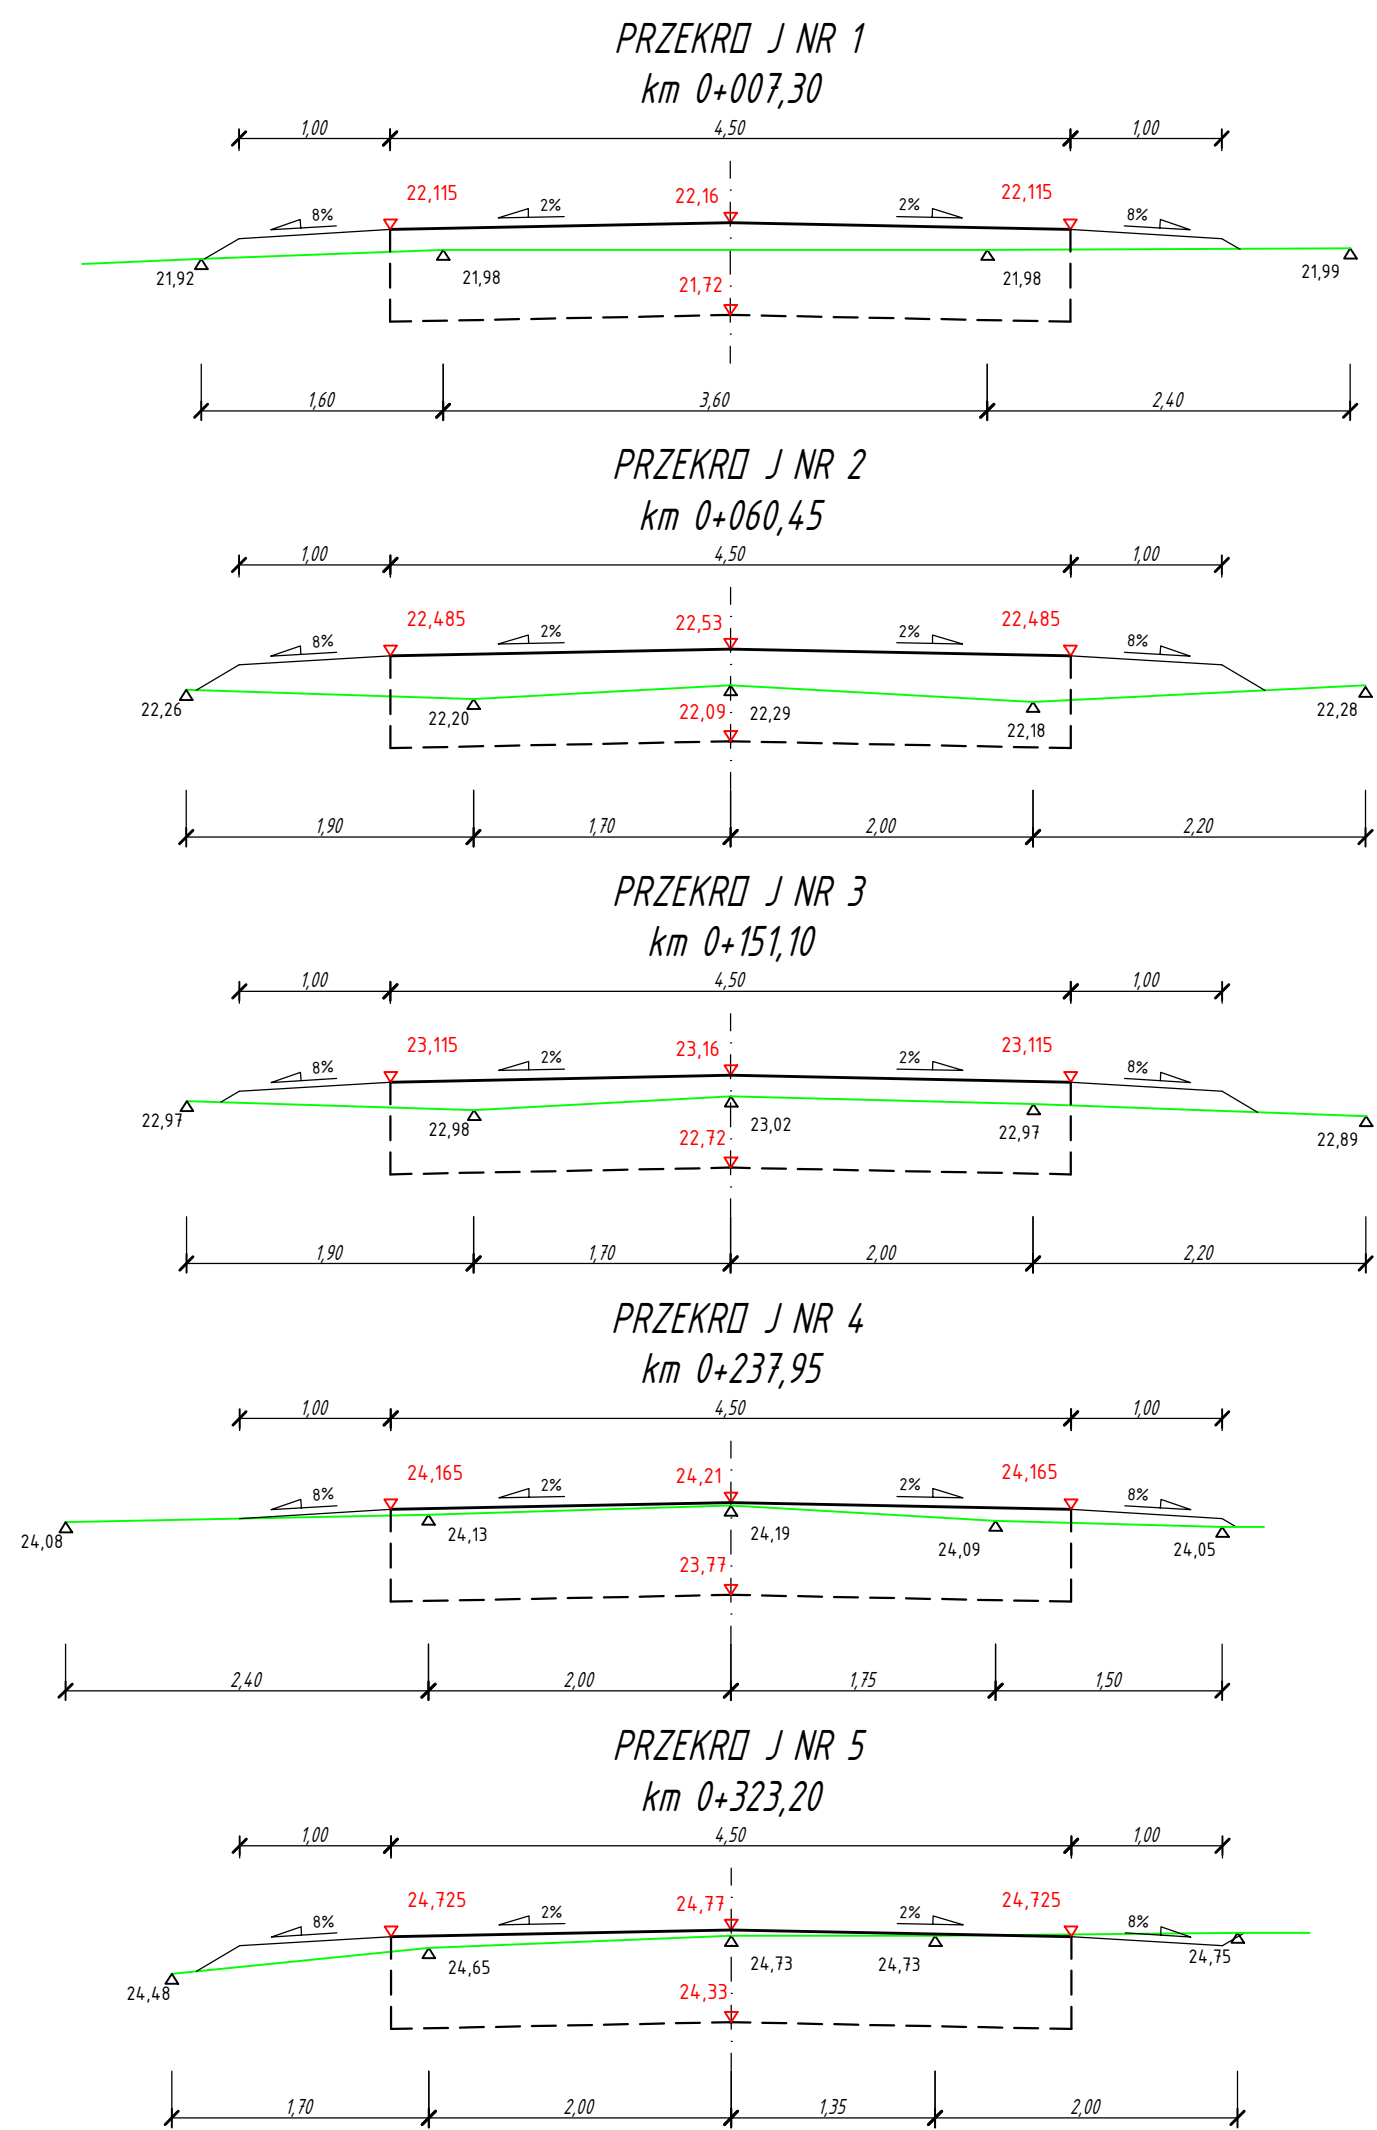 PRZEKRÓJ NR 1
km 0+007,30
1,00 4,50 1,00
22,115 22,16 22,115
8% 2% 2% 8%
21,92 21,98 21,98 21,99
21,72
1,60 3,60 2,40
PRZEKRÓJ NR 2
km 0+060,45
1,00 4,50 1,00
22,485 22,53 22,485
8% 2% 2% 8%
22,26 22,20 22,09 22,29 22,18 22,28
1,90 1,70 2,00 2,20
PRZEKRÓJ NR 3
km 0+151,10
1,00 4,50 1,00
23,115 23,16 23,115
8% 2% 2% 8%
22,97 22,98 23,02 22,97 22,89
22,72
1,90 1,70 2,00 2,20
PRZEKRÓJ NR 4
km 0+237,95
1,00 4,50 1,00
24,165 24,21 24,165
8% 2% 2% 8%
24,08 24,13 24,19 24,09 24,05
23,77
2,40 2,00 1,75 1,50
PRZEKRÓJ NR 5
km 0+323,20
1,00 4,50 1,00
24,725 24,77 24,725
8% 2% 2% 8%
24,48 24,65 24,73 24,73 24,75
24,33
1,70 2,00 1,35 2,00